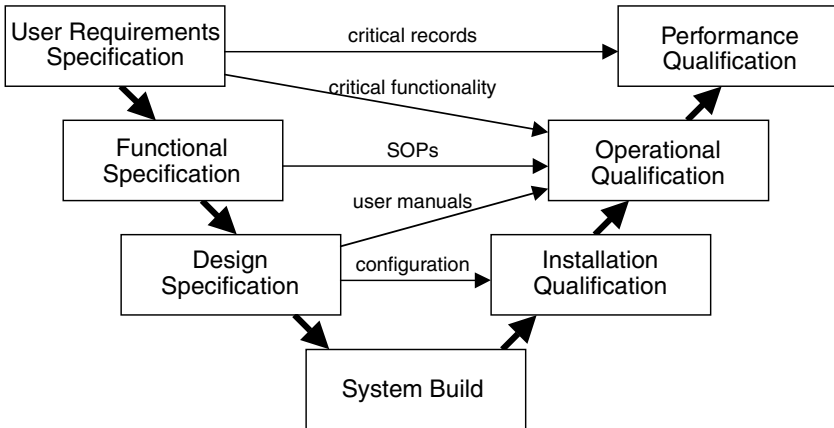 User Requirements
Specification
critical records
Performance
Qualification
critical functionality
Functional
Specification
SOPs
Operational
Qualification
user manuals
Design
Specification
configuration
Installation
Qualification
System Build